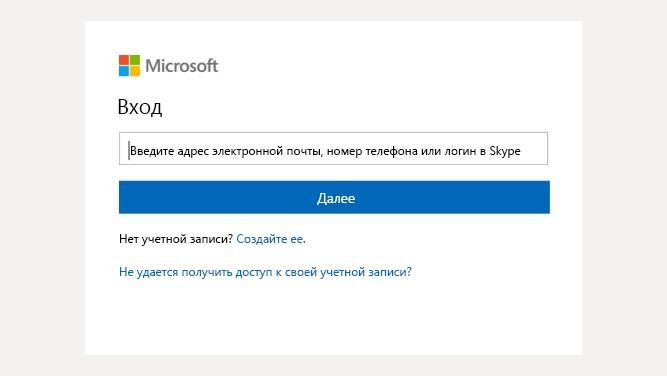 Microsoft
Вход
Введите адрес электронной почты, номер телефона или логин в Skype
Далее
Нет учетной записи? Создайте ее.
Не удается получить доступ к своей учетной записи?